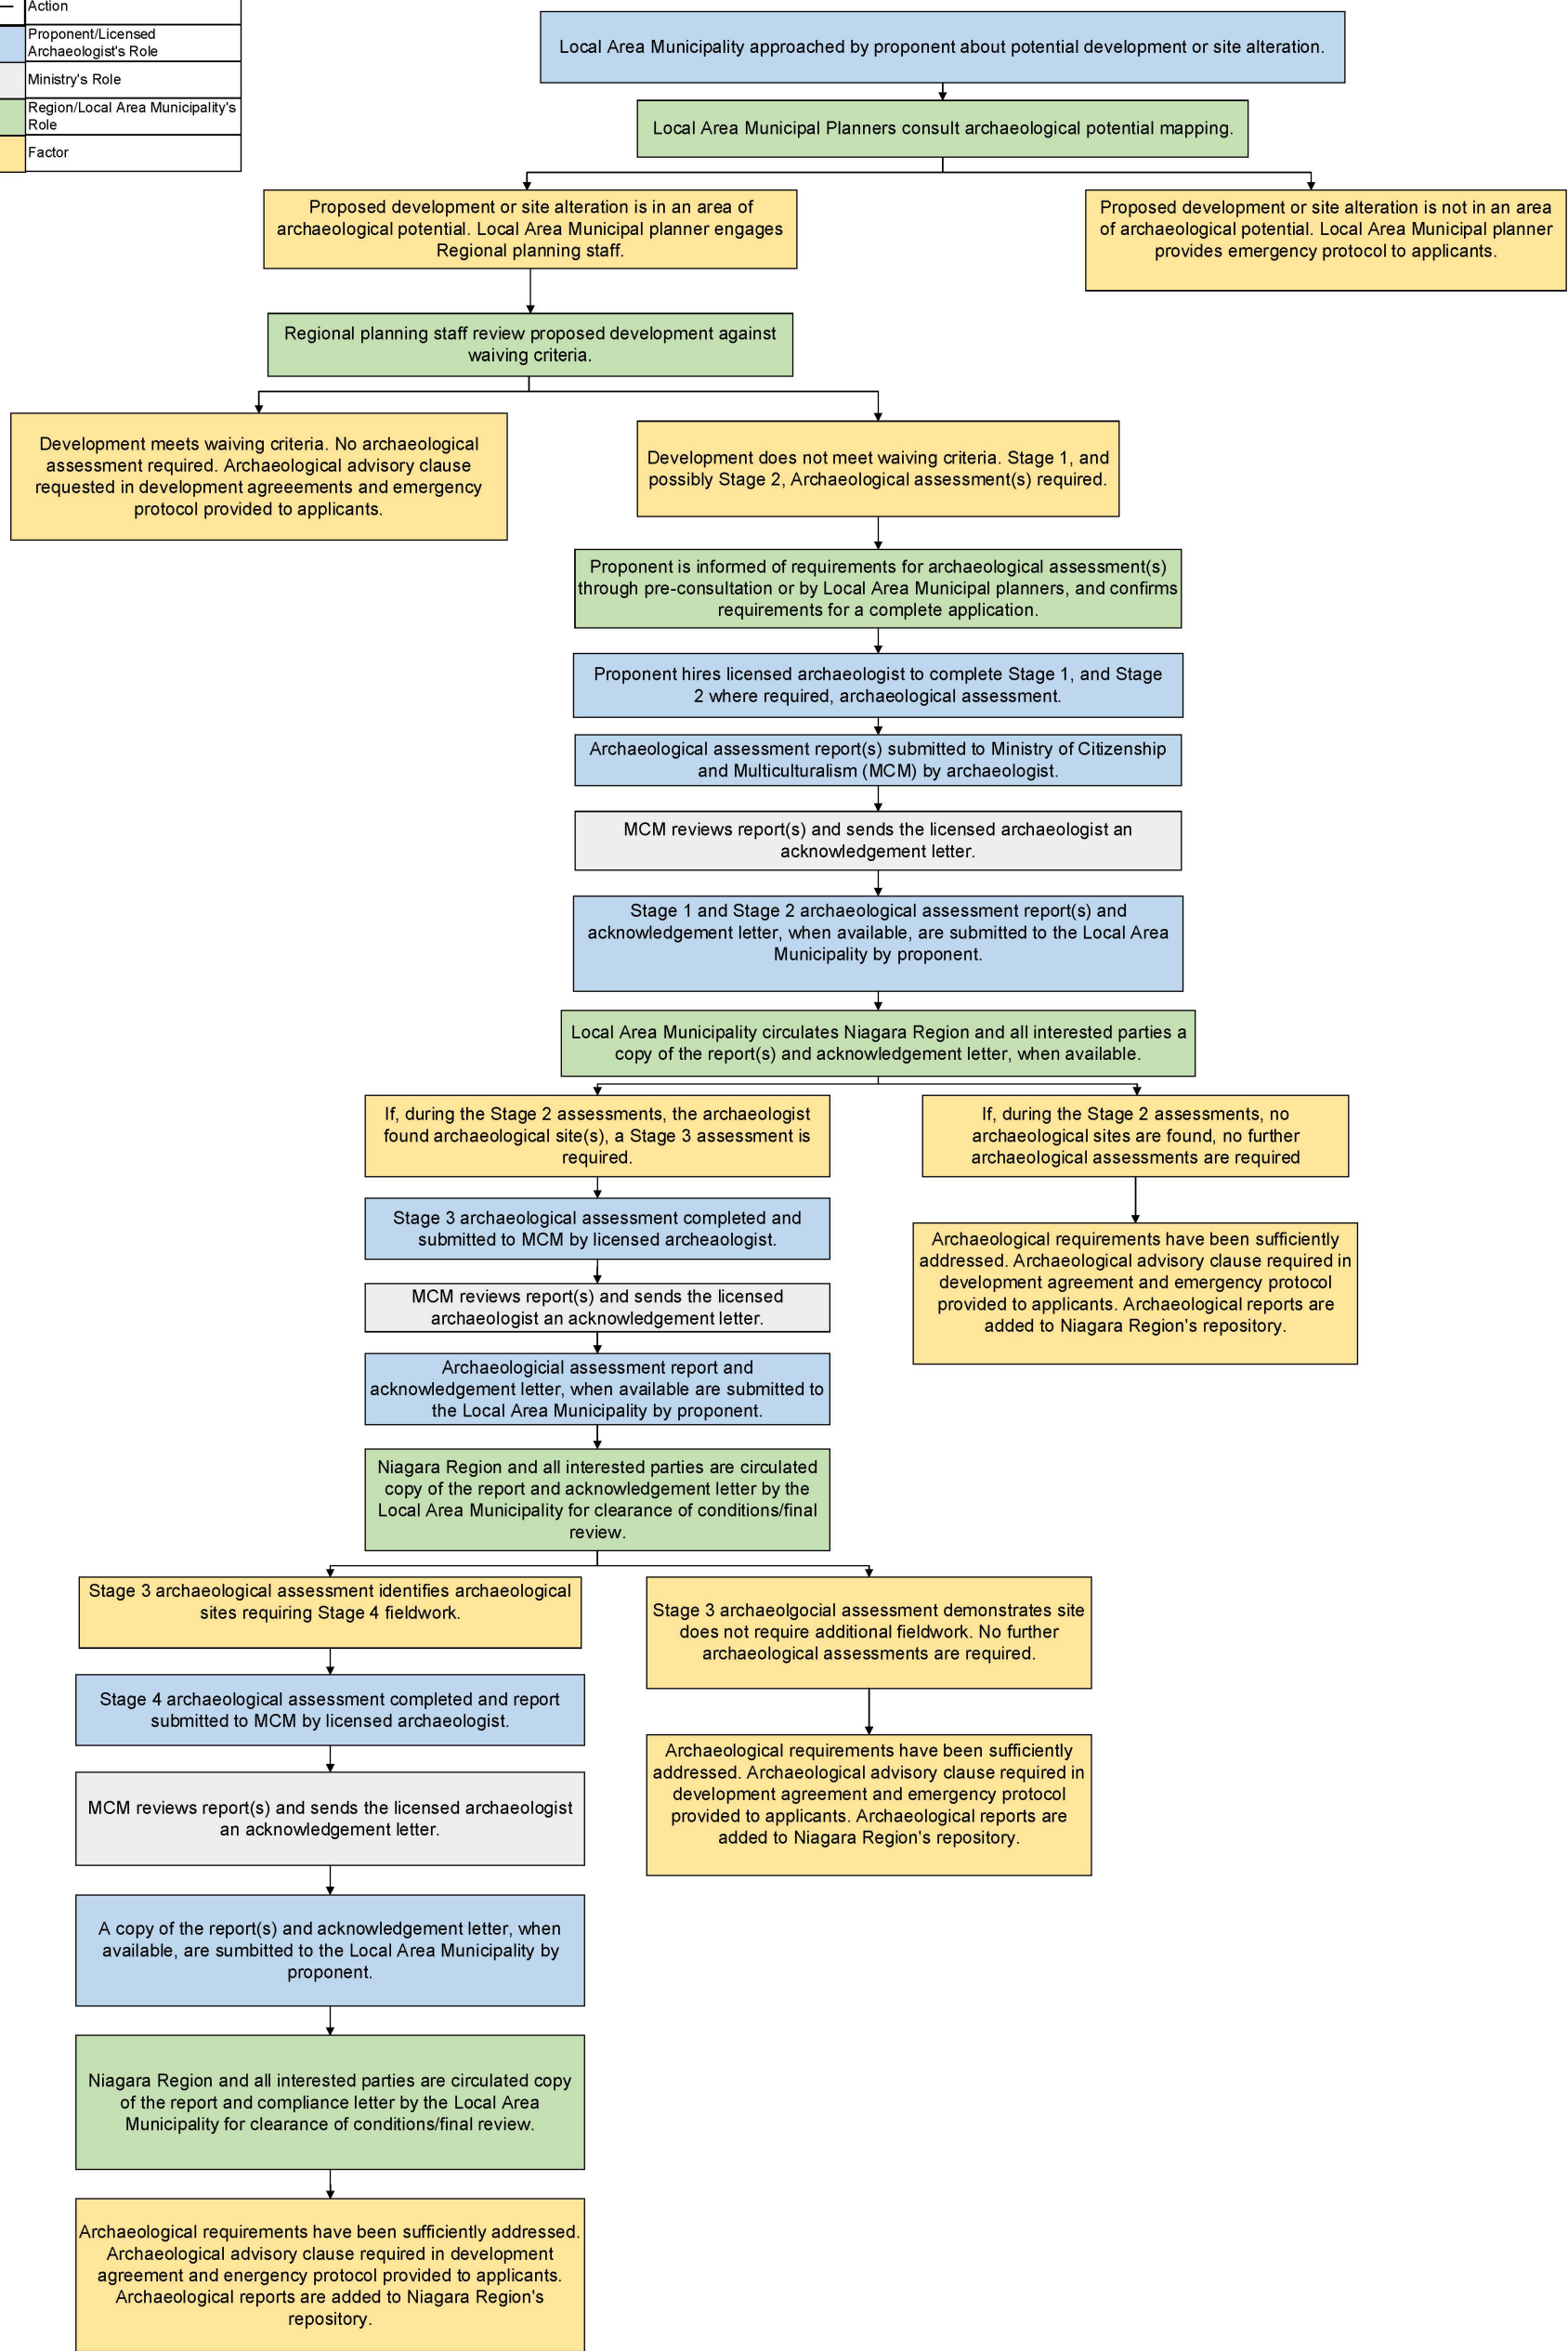 Action
Proponent/Licensed
Archaeologist's Role
Ministry's Role
Region/Local Area Municipality's
Role
Factor
Local Area Municipality approached by proponent about potential development or site alteration.
Local Area Municipal Planners consult archaeological potential mapping.
Proposed development or site alteration is in an area of
archaeological potential. Local Area Municipal planner engages
Regional planning staff.
Proposed development or site alteration is not in an area
of archaeological potential. Local Area Municipal planner
provides emergency protocol to applicants.
Regional planning staff review proposed development against
waiving criteria.
Development meets waiving criteria. No archaeological
assessment required. Archaeological advisory clause
requested in development agreeements and emergency
protocol provided to applicants.
Development does not meet waiving criteria. Stage 1, and
possibly Stage 2, Archaeological assessment(s) required.
Proponent is informed of requirements for archaeological assessment(s)
through pre-consultation or by Local Area Municipal planners, and confirms
requirements for a complete application.
Proponent hires licensed archaeologist to complete Stage 1, and Stage
2 where required, archaeological assessment.
Archaeological assessment report(s) submitted to Ministry of Citizenship
and Multiculturalism (MCM) by archaeologist.
MCM reviews report(s) and sends the licensed archaeologist an
acknowledgement letter.
Stage 1 and Stage 2 archaeological assessment report(s) and
acknowledgement letter, when available, are submitted to the Local Area
Municipality by proponent.
Local Area Municipality circulates Niagara Region and all interested parties a
copy of the report(s) and acknowledgement letter, when available.
If, during the Stage 2 assessments, the archaeologist
found archaeological site(s), a Stage 3 assessment is
required.
If, during the Stage 2 assessments, no
archaeological sites are found, no further
archaeological assessments are required
Stage 3 archaeological assessment completed and
submitted to MCM by licensed archeaologist.
Archaeological requirements have been sufficiently
addressed. Archaeological advisory clause required in
development agreement and emergency protocol
provided to applicants. Archaeological reports are
added to Niagara Region's repository.
MCM reviews report(s) and sends the licensed
archaeologist an acknowledgement letter.
Archaeologicial assessment report and
acknowledgement letter, when available are submitted to
the Local Area Municipality by proponent.
Niagara Region and all interested parties are circulated
copy of the report and acknowledgement letter by the
Local Area Municipality for clearance of conditions/final
review.
Stage 3 archaeological assessment identifies archaeological
sites requiring Stage 4 fieldwork.
Stage 3 archaeolgocial assessment demonstrates site
does not require additional fieldwork. No further
archaeological assessments are required.
Stage 4 archaeological assessment completed and report
submitted to MCM by licensed archaeologist.
Archaeological requirements have been sufficiently
addressed. Archaeological advisory clause required in
development agreement and emergency protocol
provided to applicants. Archaeological reports are
added to Niagara Region's repository.
MCM reviews report(s) and sends the licensed archaeologist
an acknowledgement letter.
A copy of the report(s) and acknowledgement letter, when
available, are sumbitted to the Local Area Municipality by
proponent.
Niagara Region and all interested parties are circulated copy
of the report and compliance letter by the Local Area
Municipality for clearance of conditions/final review.
Archaeological requirements have been sufficiently addressed.
Archaeological advisory clause required in development
agreement and energency protocol provided to applicants.
Archaeological reports are added to Niagara Region's
repository.